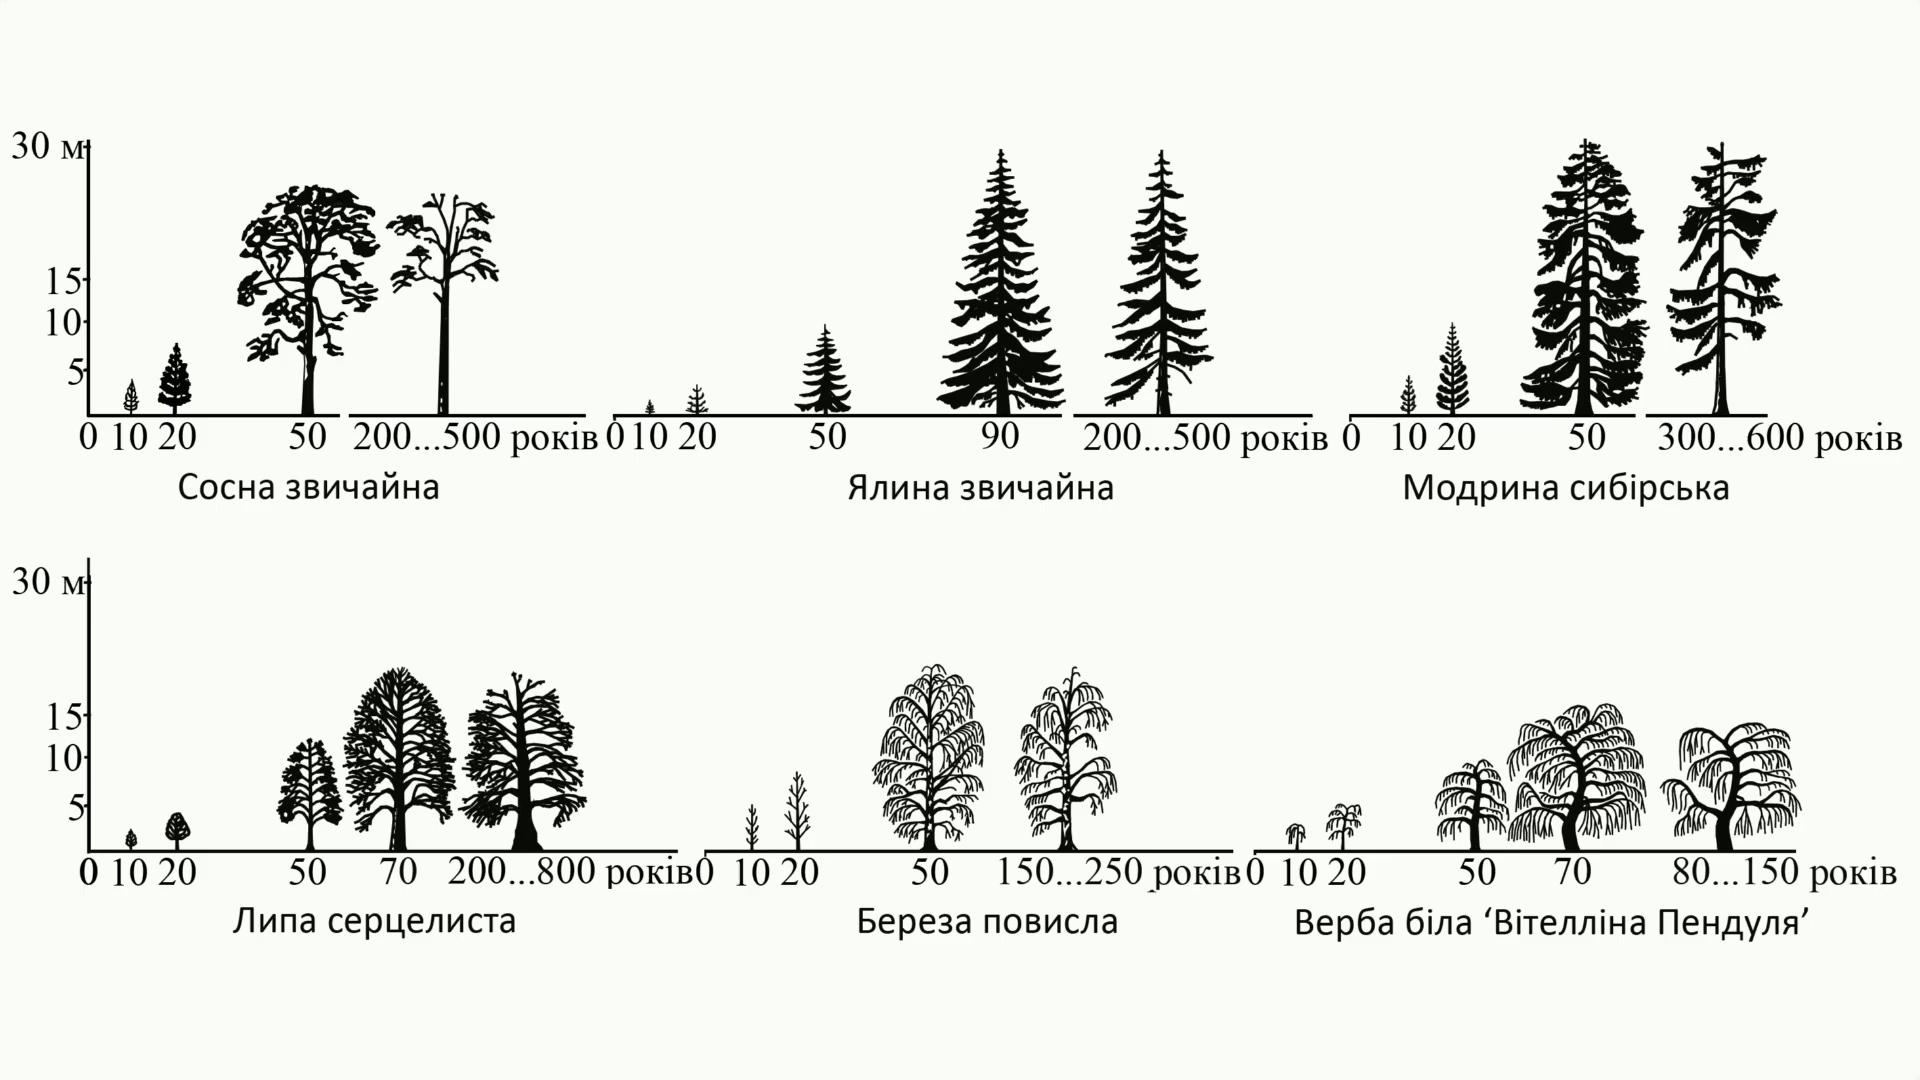 30 м
15
10
5
0 10 20 50 200...500 років 0 10 20 50 90 200...500 років 0 10 20 50 300...600 років
Сосна звичайна Ялина звичайна Модрина сибірська
30 м
15
10
5
0 10 20 50 70 200...800 років 0 10 20 50 150...250 років 0 10 20 50 70 80...150 років
Липа серцелиста Береза повисла Верба біла ‘Вітелліна Пендуля’